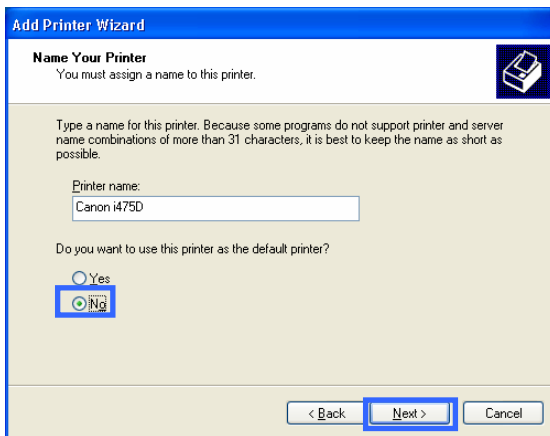 Add Printer Wizard
Name Your Printer
You must assign a name to this printer.
Type a name for this printer. Because some programs do not support printer and server
name combinations of more than 31 characters, it is best to keep the name as short as
possible.
Printer name:
Canon i475D
Do you want to use this printer as the default printer?
Yes
No
< Back
Next >
Cancel